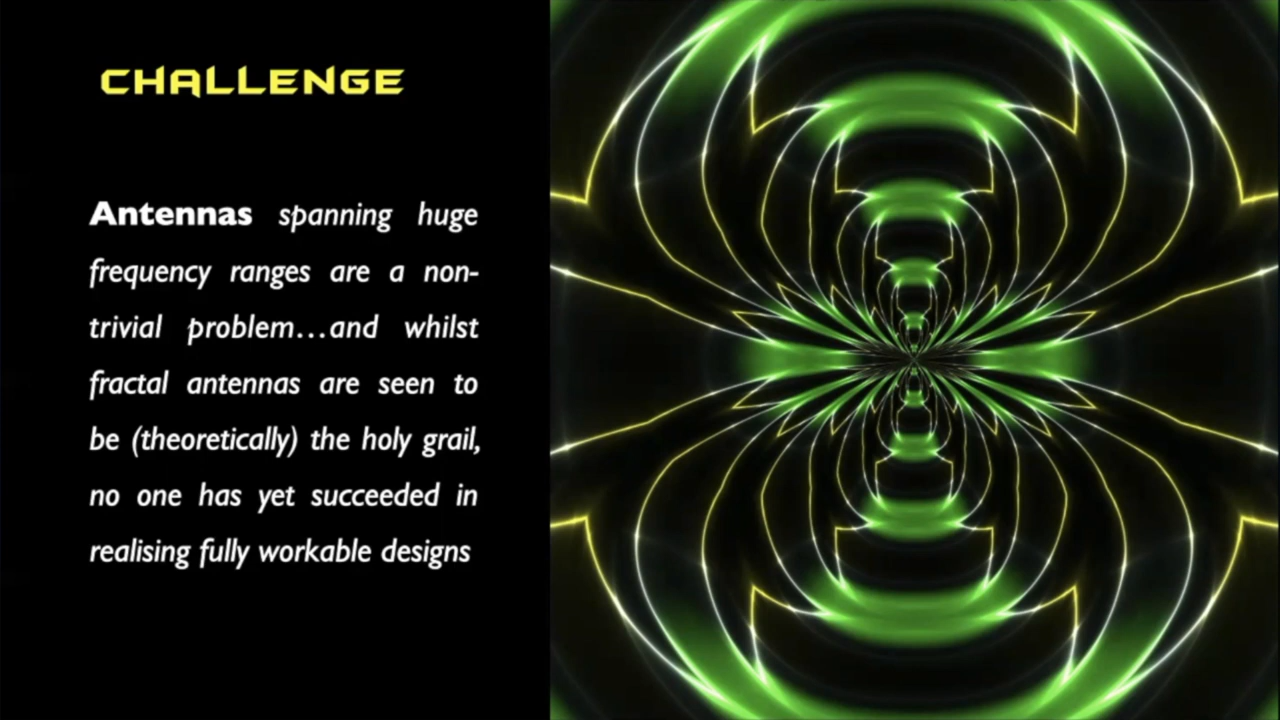 CHALLENGE
Antennas spanning huge
frequency ranges are a non-
trivial problem…and whilst
fractal antennas are seen to
be (theoretically) the holy grail,
no one has yet succeeded in
realising fully workable designs